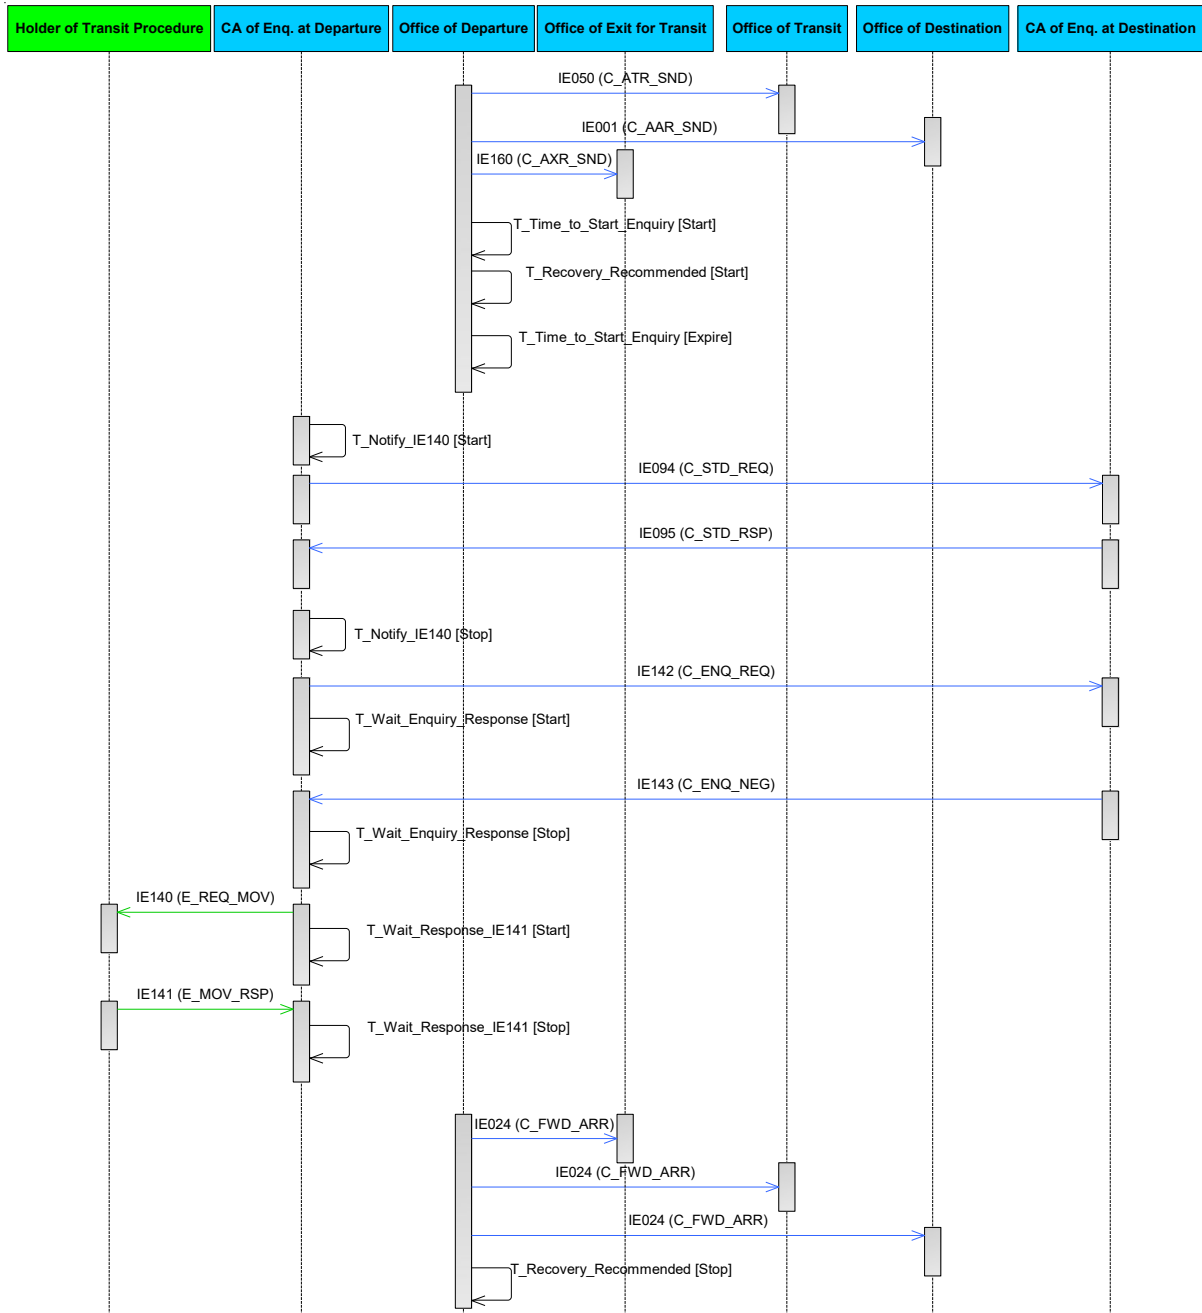 Holder of Transit Procedure
CA of Enq. at Departure
Office of Departure
Office of Exit for Transit
Office of Transit
Office of Destination
CA of Enq. at Destination
IE050 (C_ATR_SND)
IE001 (C_AAR_SND)
IE160 (C_AXR_SND)
T_Time_to_Start_Enquiry [Start]
T_Recovery_Recommended [Start]
T_Time_to_Start_Enquiry [Expire]
T_Notify_IE140 [Start]
IE094 (C_STD_REQ)
IE095 (C_STD_RSP)
T_Notify_IE140 [Stop]
IE142 (C_ENQ_REQ)
T_Wait_Enquiry_Response [Start]
IE143 (C_ENQ_NEG)
T_Wait_Enquiry_Response [Stop]
IE140 (E_REQ_MOV)
T_Wait_Response_IE141 [Start]
IE141 (E_MOV_RSP)
T_Wait_Response_IE141 [Stop]
IE024 (C_FWD_ARR)
IE024 (C_FWD_ARR)
IE024 (C_FWD_ARR)
T_Recovery_Recommended [Stop]